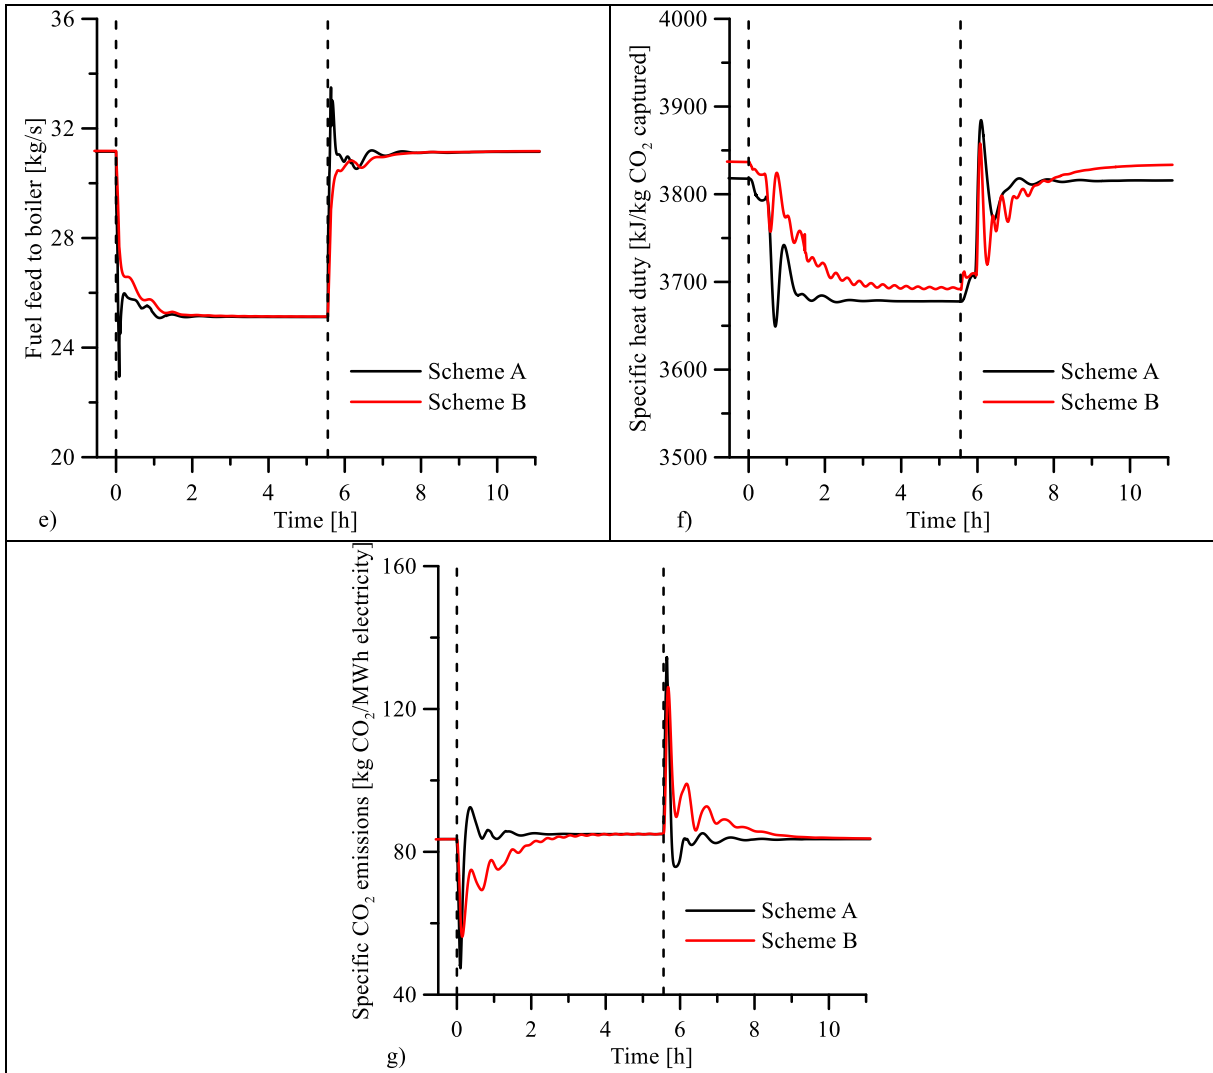 Fuel feed to boiler [kg/s]
36
32
28
24
20
0
2
4
6
8
10
Time [h]
Scheme A
Scheme B
e)
Specific heat duty [kJ/kg CO₂ captured]
4000
3900
3800
3700
3600
3500
0
2
4
6
8
10
Time [h]
Scheme A
Scheme B
f)
Specific CO₂ emissions [kg CO₂/MWh electricity]
160
120
80
40
0
2
4
6
8
10
Time [h]
Scheme A
Scheme B
g)